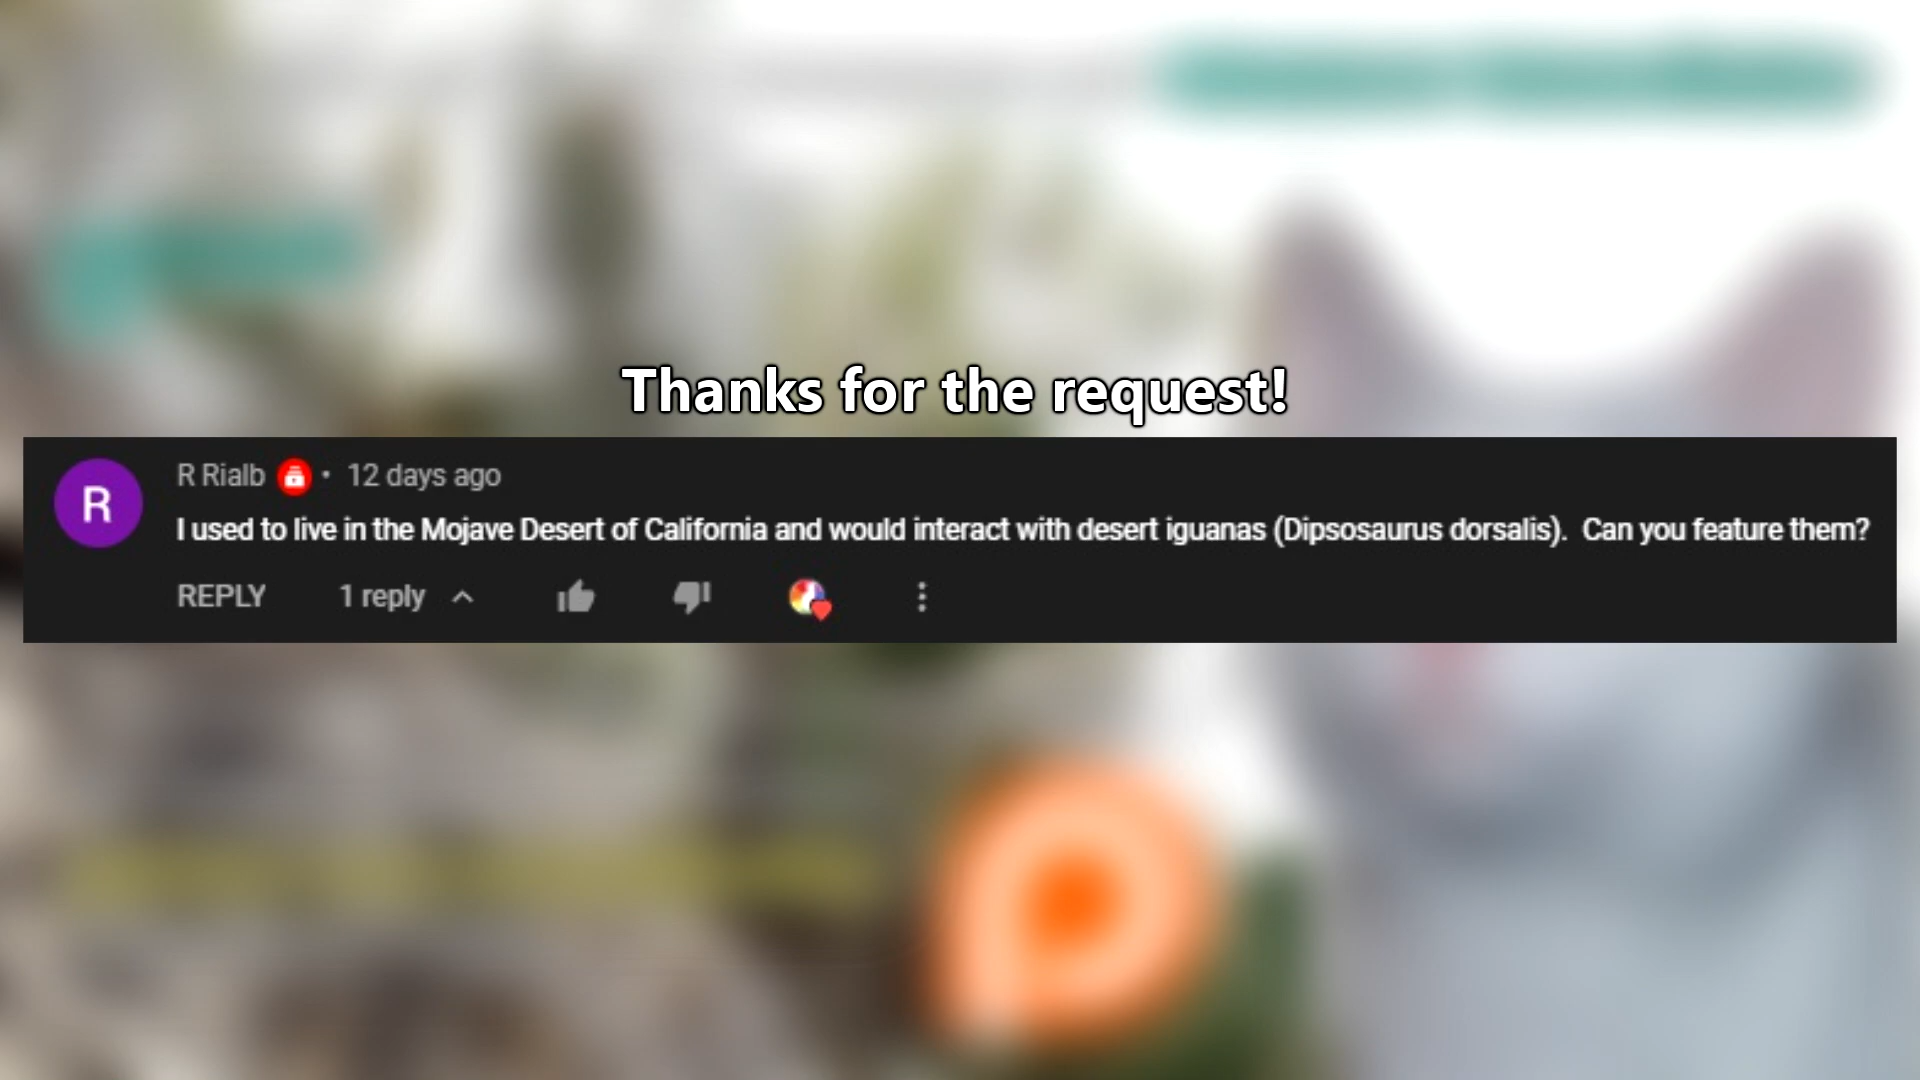 Thanks for the request!
R
R Rialb • 12 days ago
I used to live in the Mojave Desert of California and would interact with desert iguanas (Dipsosaurus dorsalis). Can you feature them?
REPLY 1 reply